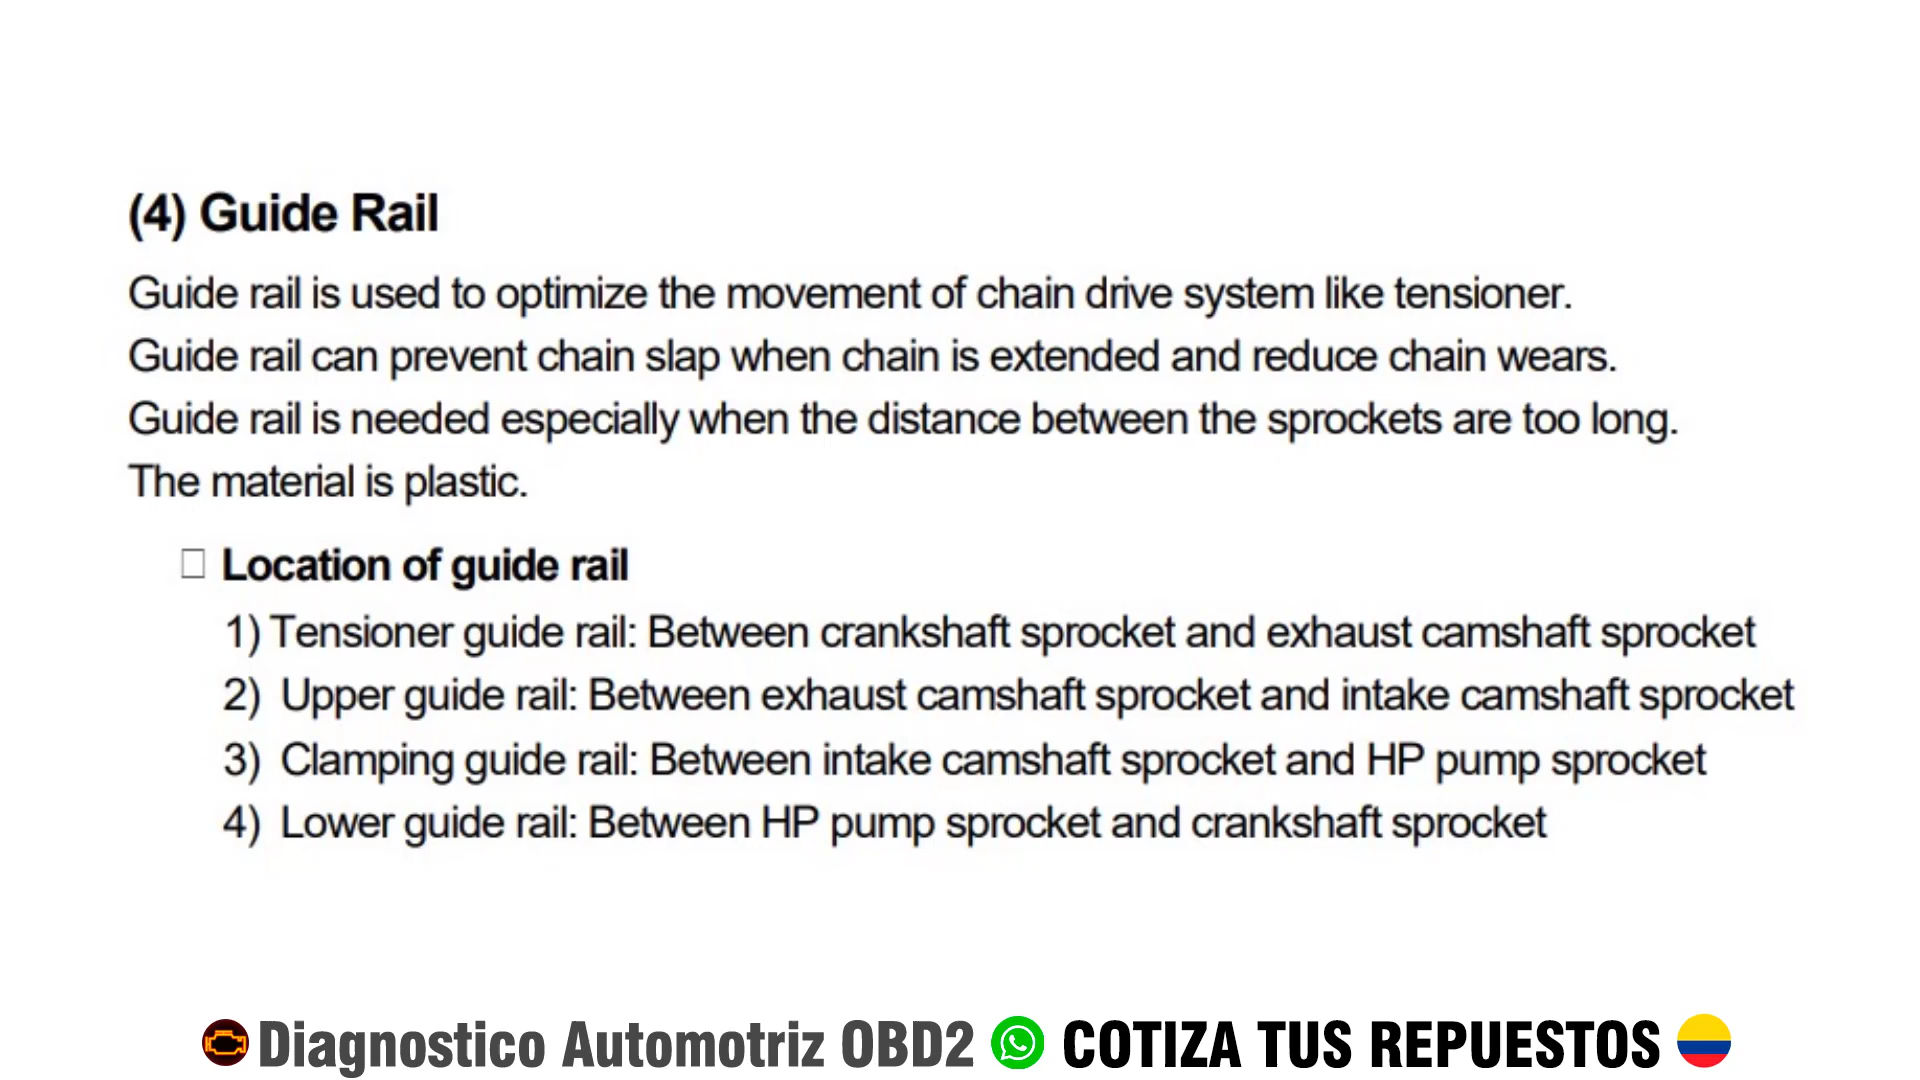 (4) Guide Rail
Guide rail is used to optimize the movement of chain drive system like tensioner.
Guide rail can prevent chain slap when chain is extended and reduce chain wears.
Guide rail is needed especially when the distance between the sprockets are too long.
The material is plastic.
Location of guide rail
1) Tensioner guide rail: Between crankshaft sprocket and exhaust camshaft sprocket
2) Upper guide rail: Between exhaust camshaft sprocket and intake camshaft sprocket
3) Clamping guide rail: Between intake camshaft sprocket and HP pump sprocket
4) Lower guide rail: Between HP pump sprocket and crankshaft sprocket
Diagnostico Automotriz OBD2 COTIZA TUS REPUESTOS